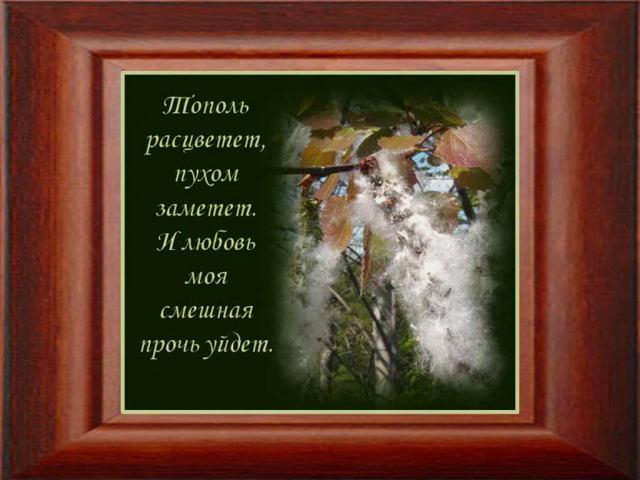 Тополь
расцветет,
пухом
заметет.
И любовь
моя
смешная
прочь уйдет.